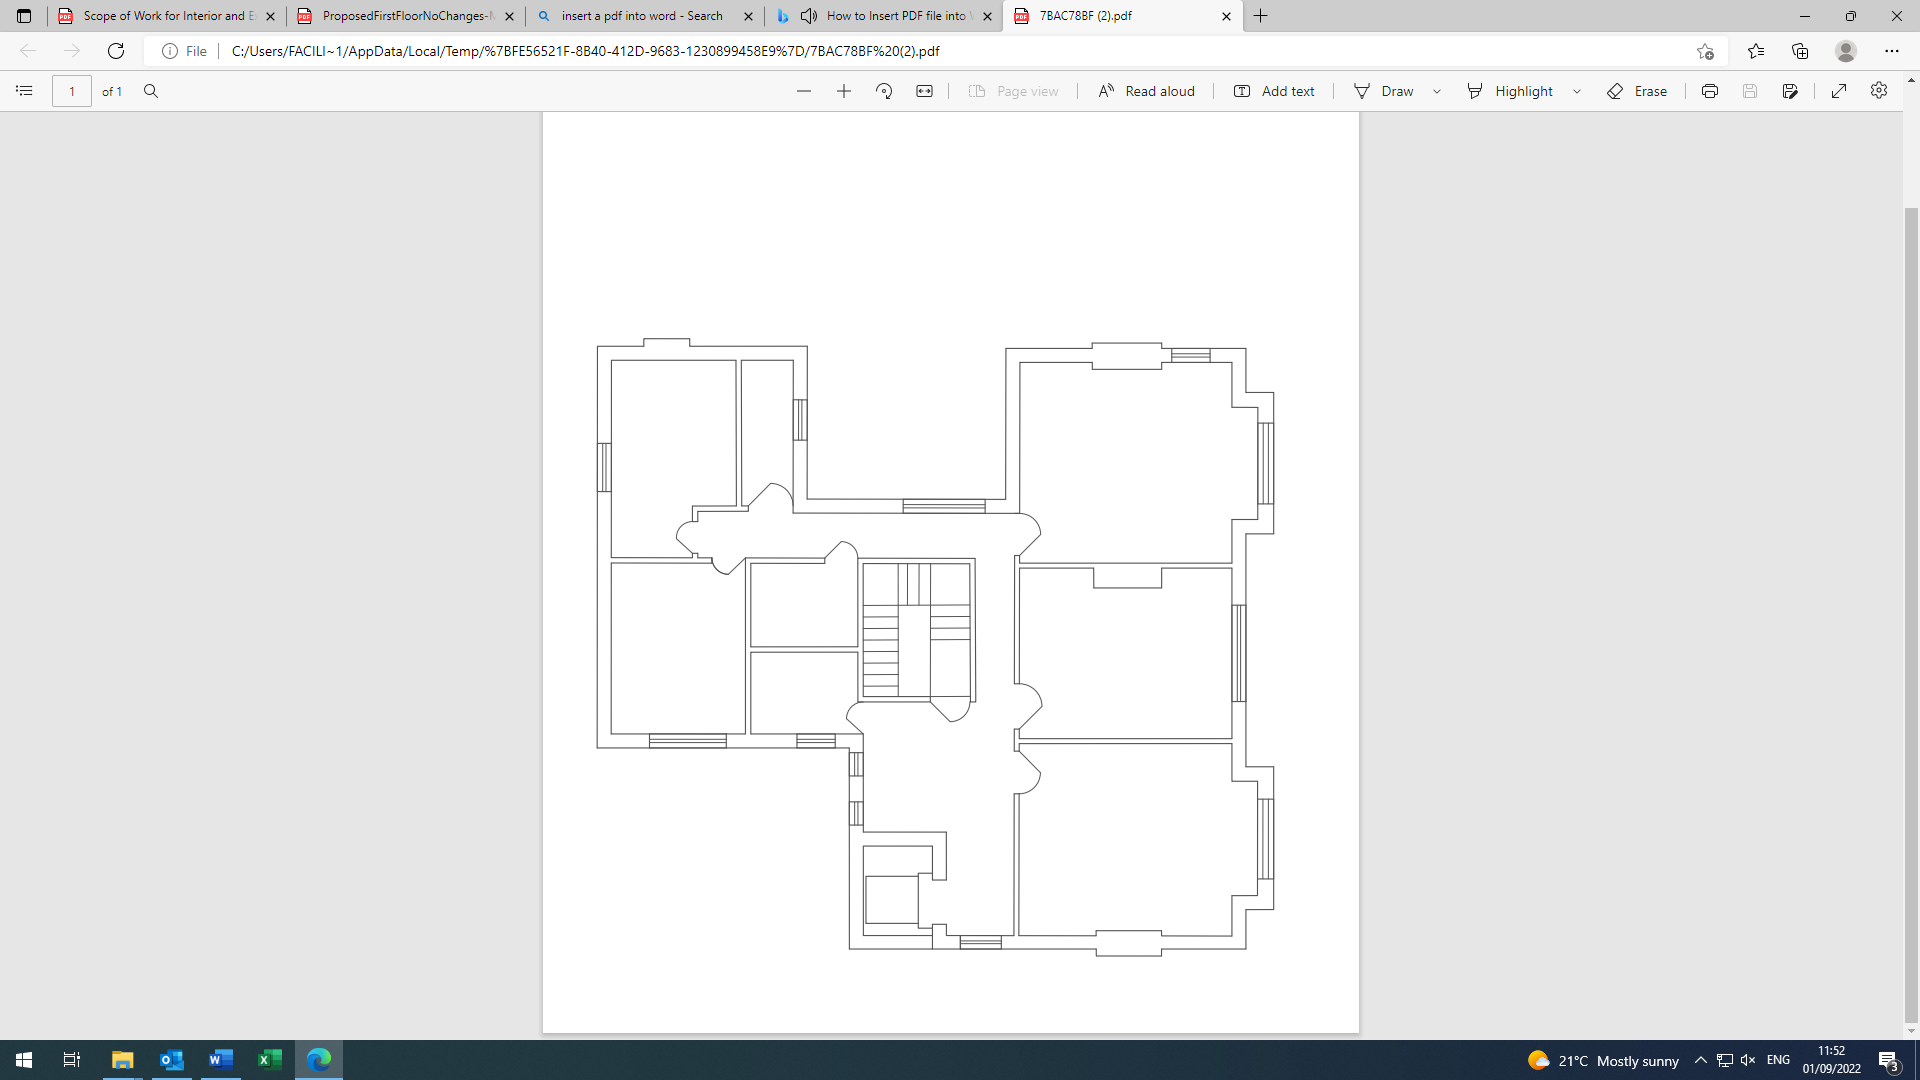 Scope of Work for Interior and E
ProposedFirstFloorNoChanges-
insert a pdf into word - Search
How to Insert PDF file into
7BAC78BF (2).pdf
File
C:/Users/FACILI~1/AppData/Local/Temp/%7BFE56521F-8B40-412D-9683-1230899458E9%7D/7BAC78BF%20(2).pdf
1 of 1
Page view
Read aloud
Add text
Draw
Highlight
Erase
21°C Mostly sunny
ENG
11:52
01/09/2022
3